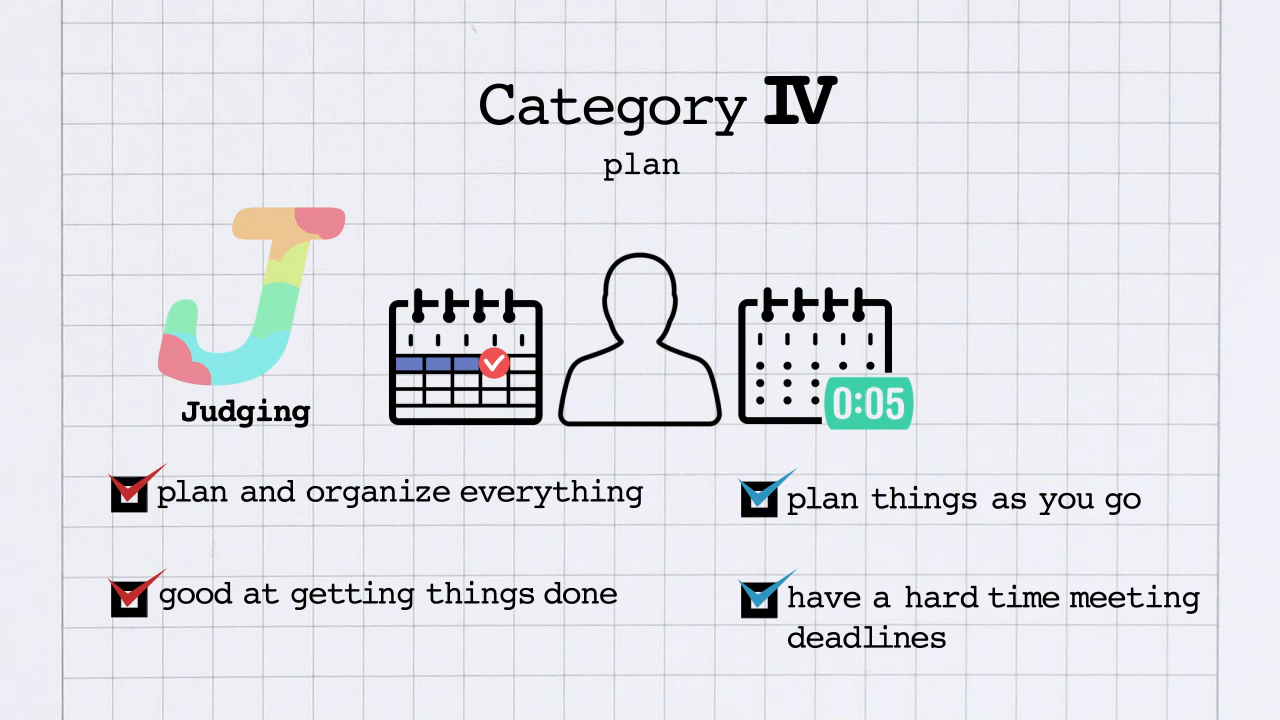 Category IV
plan
J
Judging
0:05
plan and organize everything
good at getting things done
plan things as you go
have a hard time meeting
deadlines